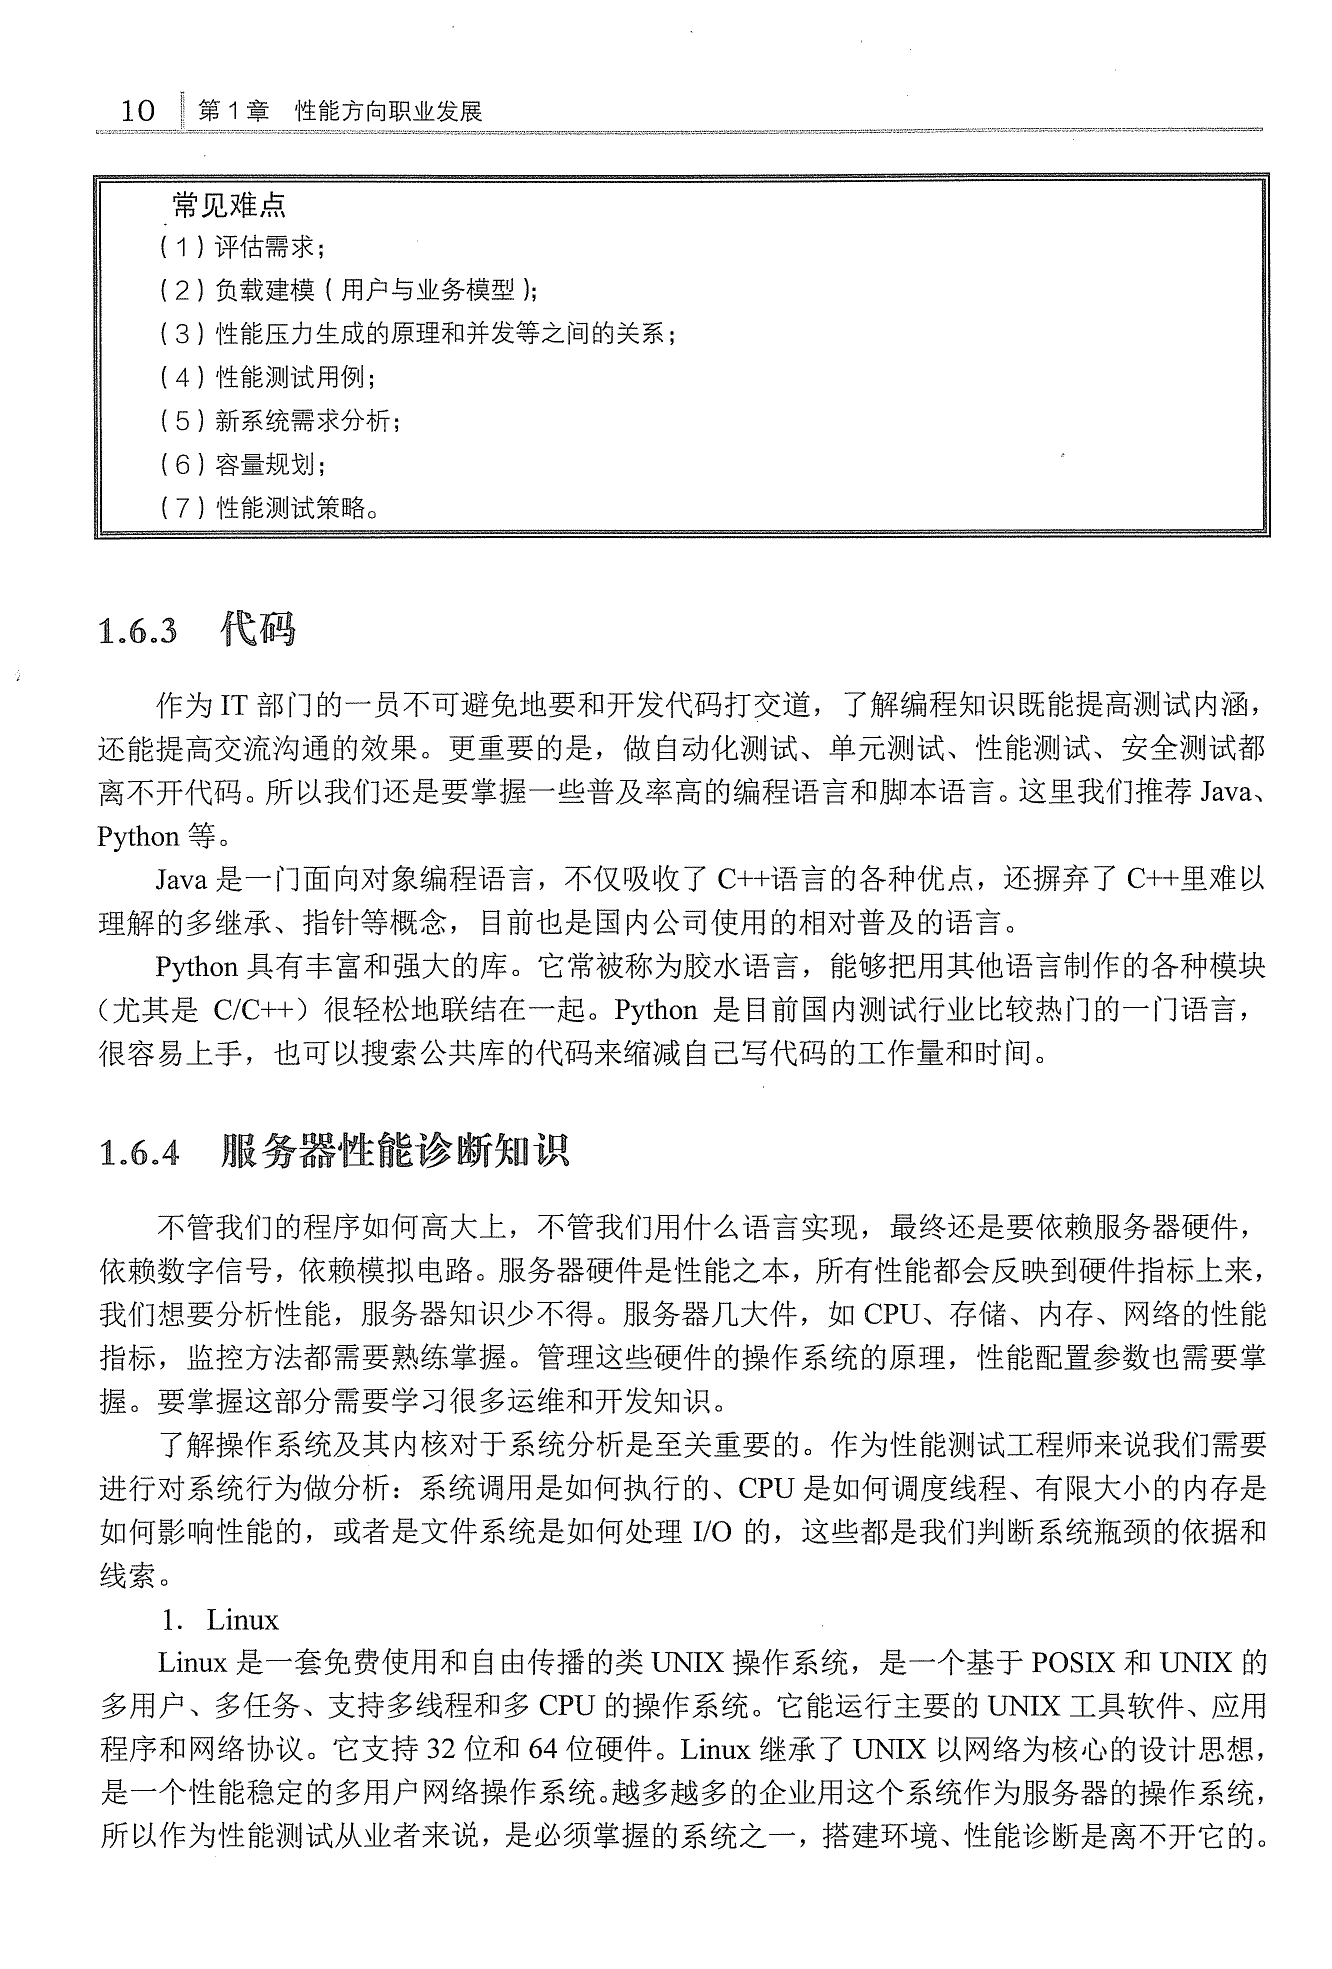 10 第1章 性能方向职业发展
常见难点
(1)评估需求；
(2)负载建模(用户与业务模型)；
(3)性能压力生成的原理和并发等之间的关系；
(4)性能测试用例；
(5)新系统需求分析；
(6)容量规划；
(7)性能测试策略。
1.6.3 代码
作为 IT 部门的一员不可避免地要和开发代码打交道，了解编程知识既能提高测试内涵，
还能提高交流沟通的效果。更重要的是，做自动化测试、单元测试、性能测试、安全测试都
离不开代码。所以我们还是要掌握一些普及率高的编程语言和脚本语言。这里我们推荐 Java、
Python 等。
Java 是一门面向对象编程语言，不仅吸收了 C++语言的各种优点，还摒弃了 C++里难以
理解的多继承、指针等概念，目前也是国内公司使用的相对普及的语言。
Python 具有丰富和强大的库。它常被称为胶水语言，能够把用其他语言制作的各种模块
（尤其是 C/C++）很轻松地联结在一起。Python 是目前国内测试行业比较热门的一门语言，
很容易上手，也可以搜索公共库的代码来缩减自己写代码的工作量和时间。
1.6.4 服务器性能诊断知识
不管我们的程序如何高大上，不管我们用什么语言实现，最终还是要依赖服务器硬件，
依赖数字信号，依赖模拟电路。服务器硬件是性能之本，所有性能都会反映到硬件指标上来，
我们想要分析性能，服务器知识少不得。服务器几大件，如 CPU、存储、内存、网络的性能
指标，监控方法都需要熟练掌握。管理这些硬件的操作系统的原理，性能配置参数也需要掌
握。要掌握这部分需要学习很多运维和开发知识。
了解操作系统及其内核对于系统分析是至关重要的。作为性能测试工程师来说我们需要
进行对系统行为做分析：系统调用是如何执行的、CPU 是如何调度线程、有限大小的内存是
如何影响性能的，或者是文件系统是如何处理 I/O 的，这些都是我们判断系统瓶颈的依据和
线索。
1．Linux
Linux 是一套免费使用和自由传播的类 UNIX 操作系统，是一个基于 POSIX 和 UNIX 的
多用户、多任务、支持多线程和多 CPU 的操作系统。它能运行主要的 UNIX 工具软件、应用
程序和网络协议。它支持 32 位和 64 位硬件。Linux 继承了 UNIX 以网络为核心的设计思想，
是一个性能稳定的多用户网络操作系统。越多越多的企业用这个系统作为服务器的操作系统，
所以作为性能测试从业者来说，是必须掌握的系统之一，搭建环境、性能诊断是离不开它的。